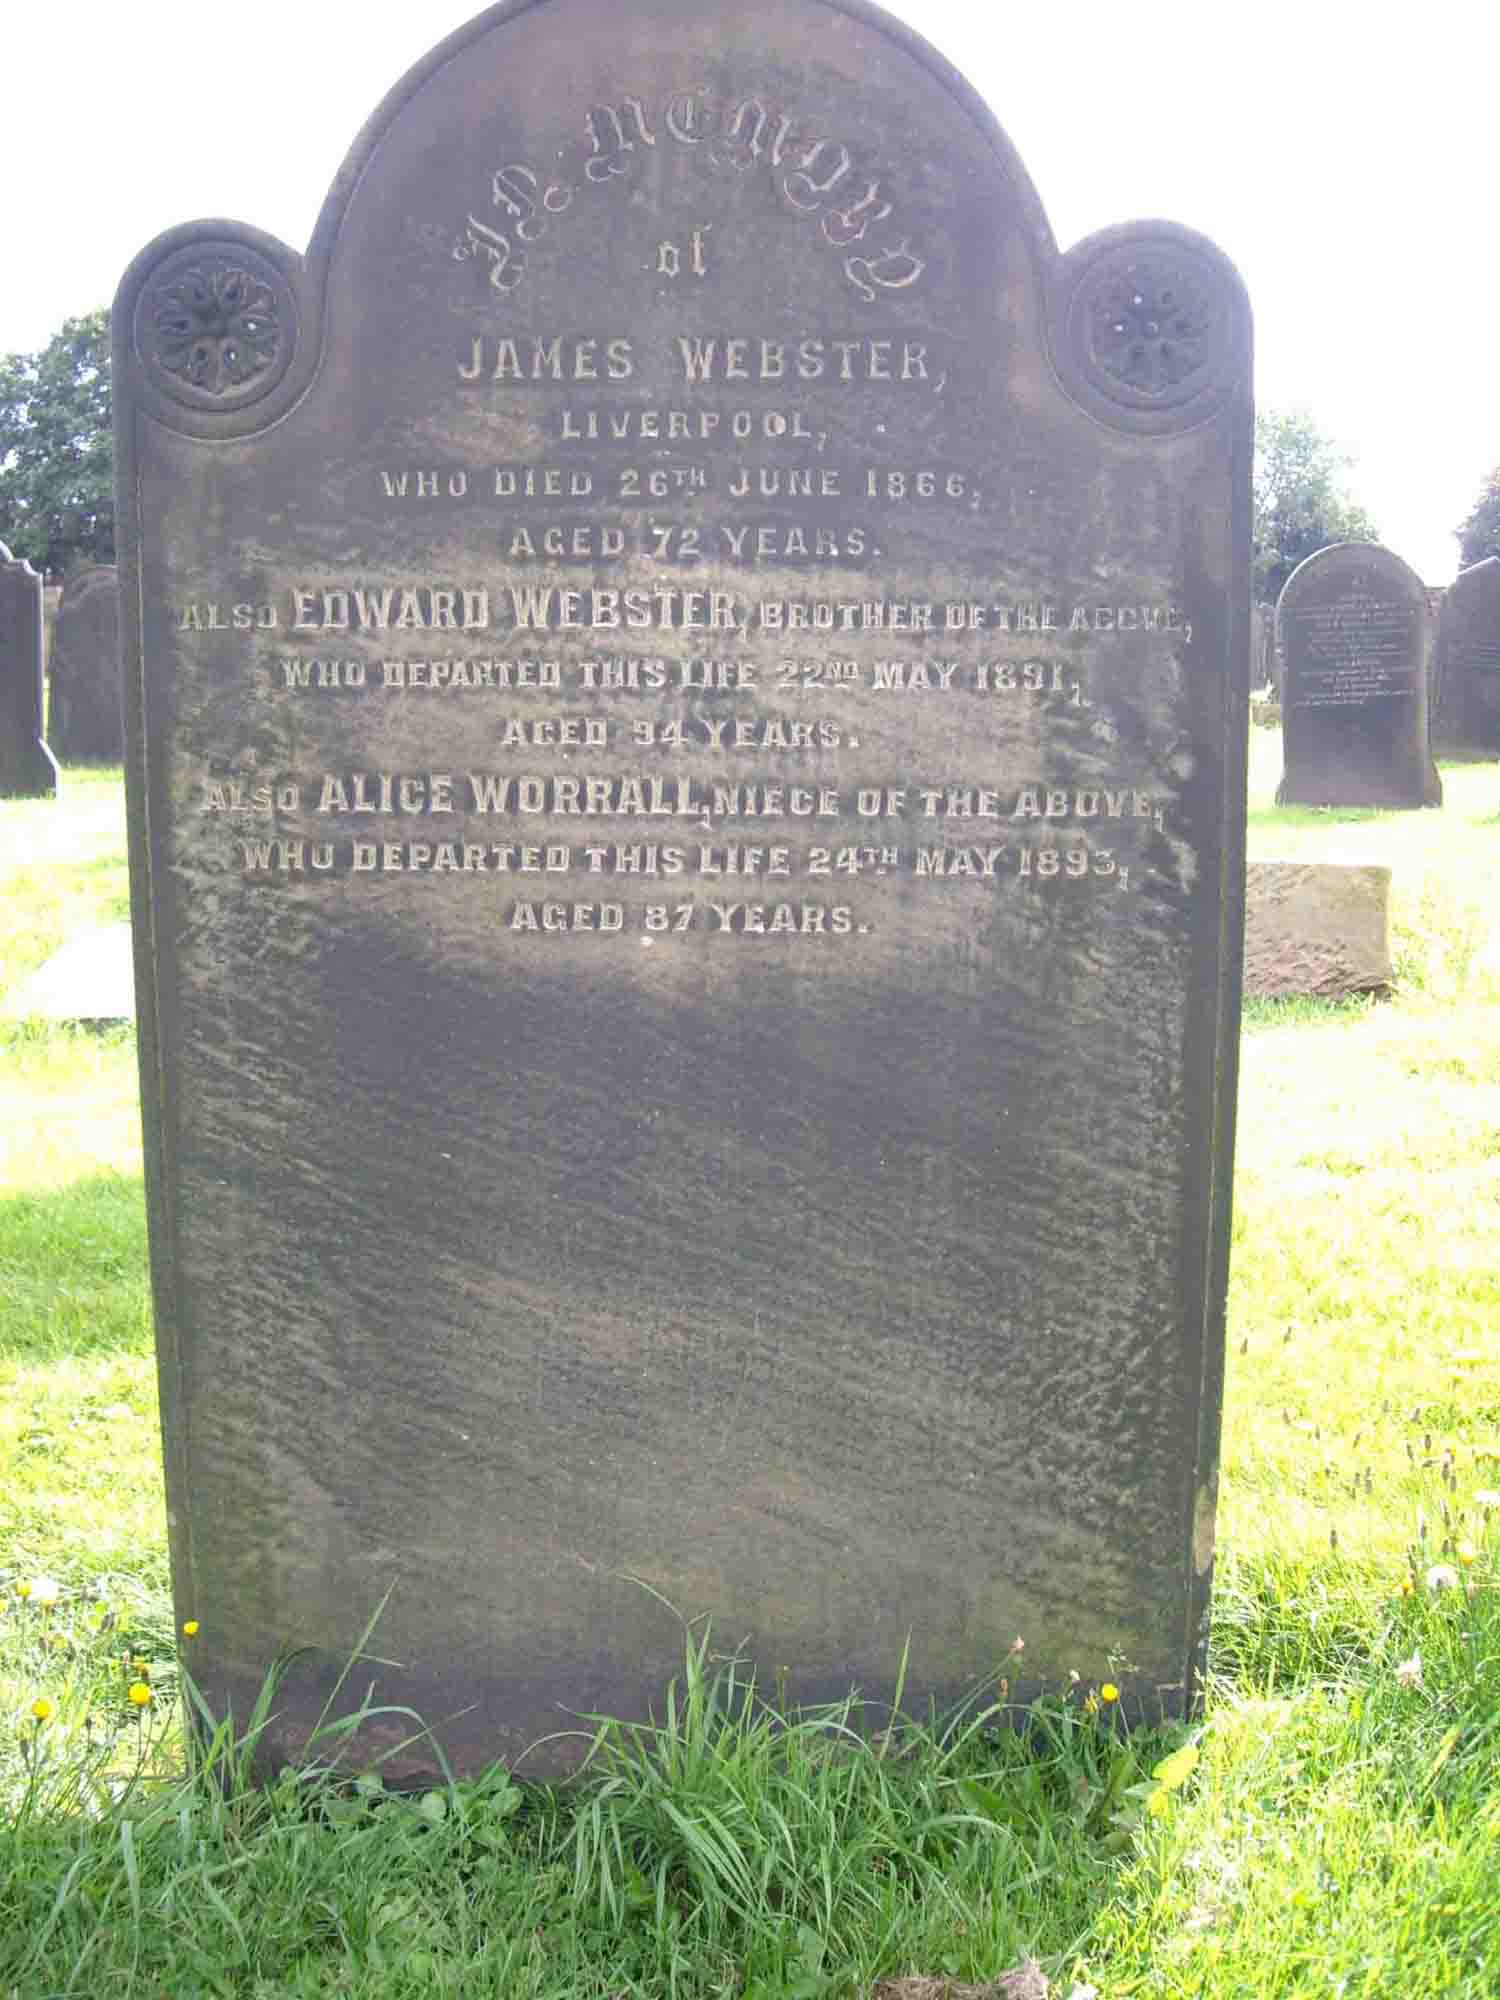 IN MEMORY
of
JAMES WEBSTER,
LIVERPOOL,
WHO DIED 26TH JUNE 1866,
AGED 72 YEARS.
ALSO EDWARD WEBSTER, BROTHER OF THE ABOVE,
WHO DEPARTED THIS LIFE 22ND MAY 1891,
AGED 94 YEARS.
ALSO ALICE WORRALL, NIECE OF THE ABOVE,
WHO DEPARTED THIS LIFE 24TH MAY 1893,
AGED 87 YEARS.